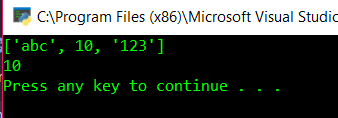 C:\Program Files (x86)\Microsoft Visual Studio
['abc', 10, '123']
10
Press any key to continue . . .